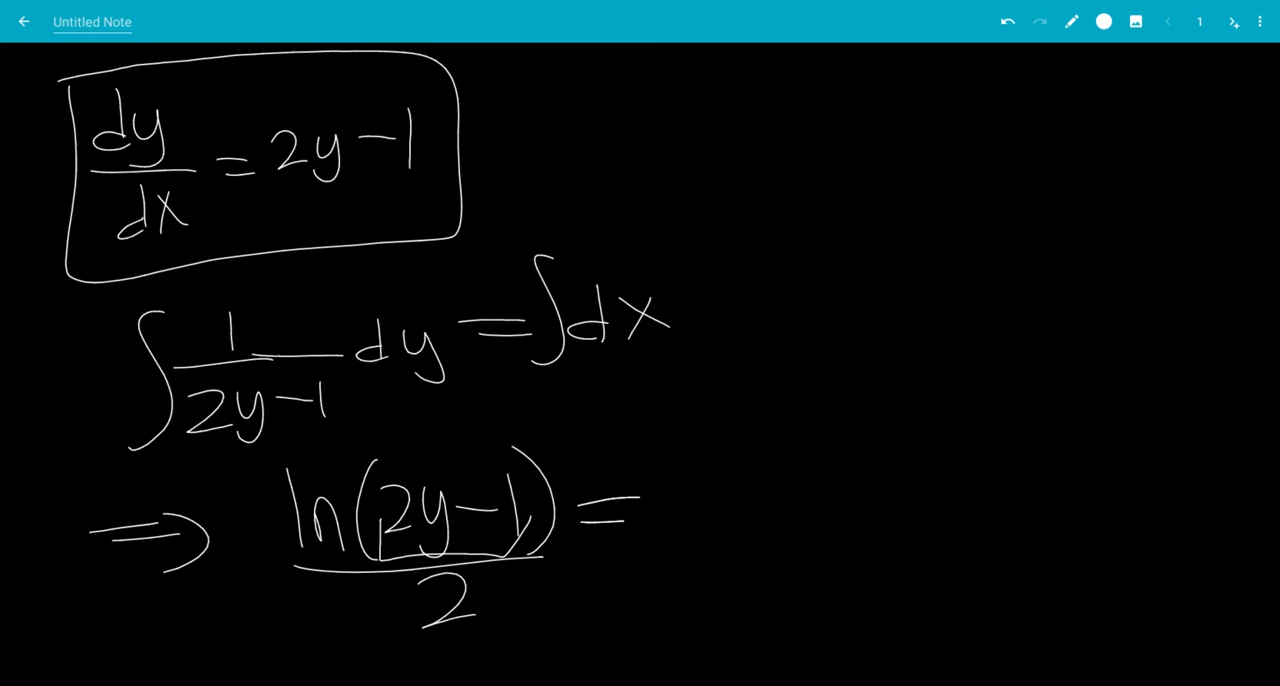 Untitled Note
1
dy/dx = 2y - 1
∫ 1/(2y-1) dy = ∫ dx
⇒ ln(2y-1)/2 =